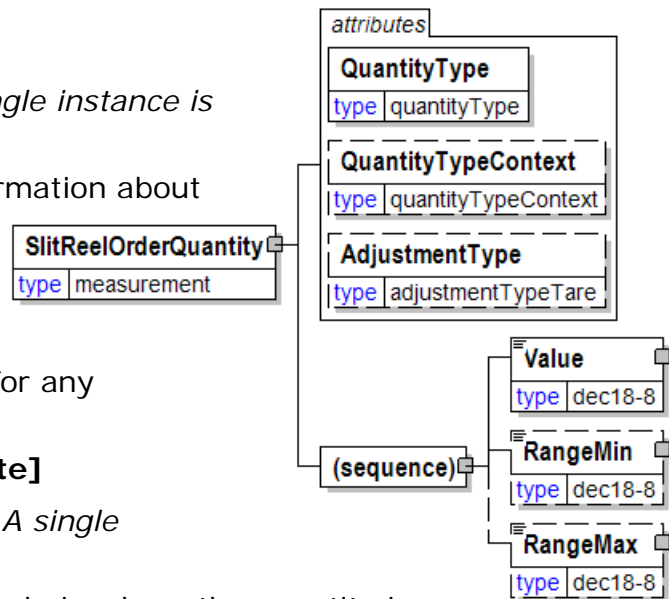 ngle instance is
rmation about
for any
te]
A single
attributes
QuantityType
type quantityType
QuantityTypeContext
type quantityTypeContext
AdjustmentType
type adjustmentTypeTare
SlitReelOrderQuantity
type measurement
(sequence)
Value
type dec18-8
RangeMin
type dec18-8
RangeMax
type dec18-8